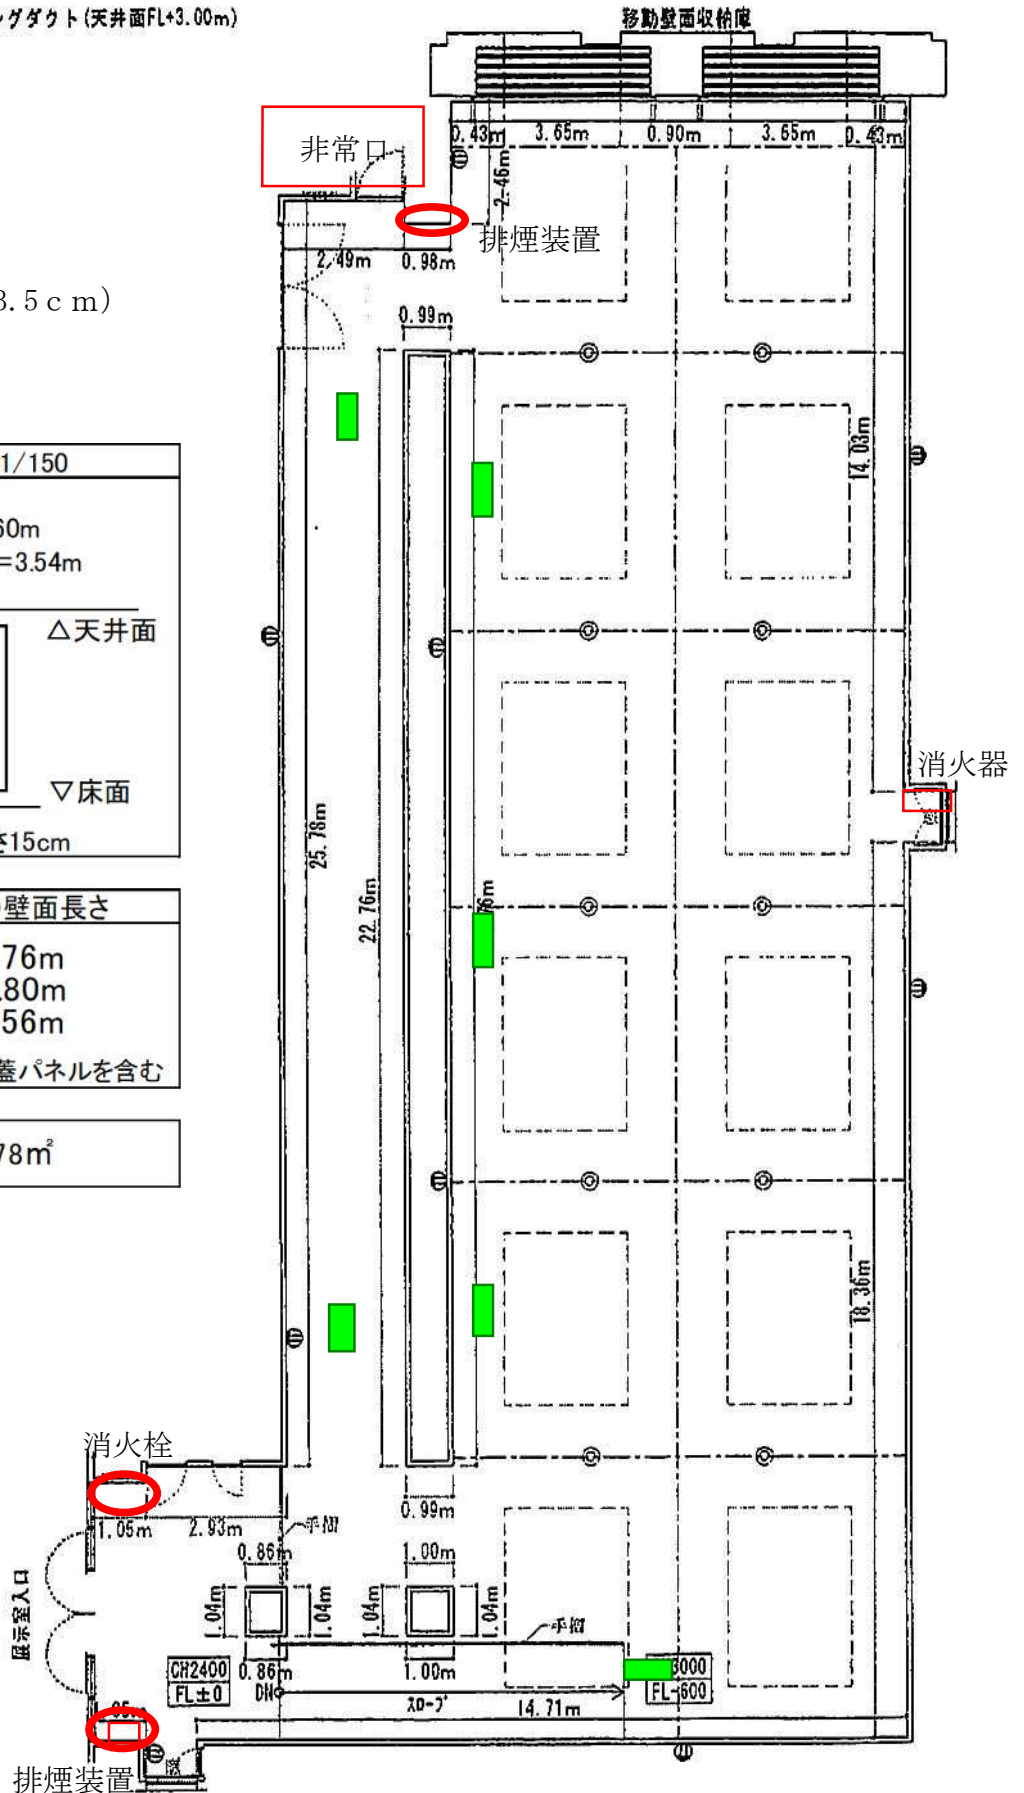 ングダクト(天井面FL+3.00m)
移動壁面収納庫
0.43m
3.65m
0.90m
3.65m
0.43m
非常口
2.46m
排煙装置
2.49m
0.98m
3.5cm)
0.99m
1/150
60m
=3.54m
△天井面
▽床面
さ15cm
14.03m
消火器
壁面長さ
76m
.80m
56m
蓋パネルを含む
78㎡
25.78m
22.76m
76m
18.36m
消火栓
1.05m
2.93m
手摺
0.99m
0.86m
1.00m
展示室入口
.04m
.04m
1.04m
.04m
手摺
CH2400
FL±0
0.86m
DN
1.00m
スロープ
14.71m
3000
FL-600
排煙装置